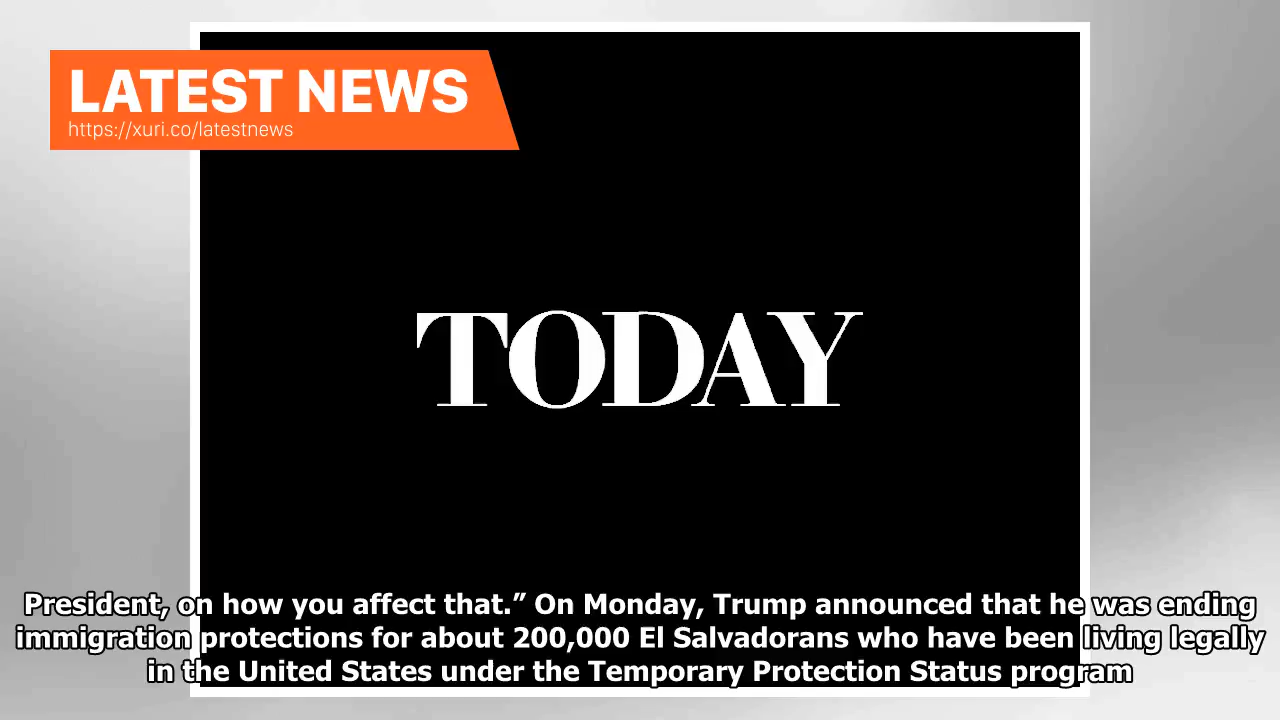 LATEST NEWS
https://xuri.co/latestnews
TODAY
President, on how you affect that.” On Monday, Trump announced that he was ending
immigration protections for about 200,000 El Salvadorans who have been living legally
in the United States under the Temporary Protection Status program